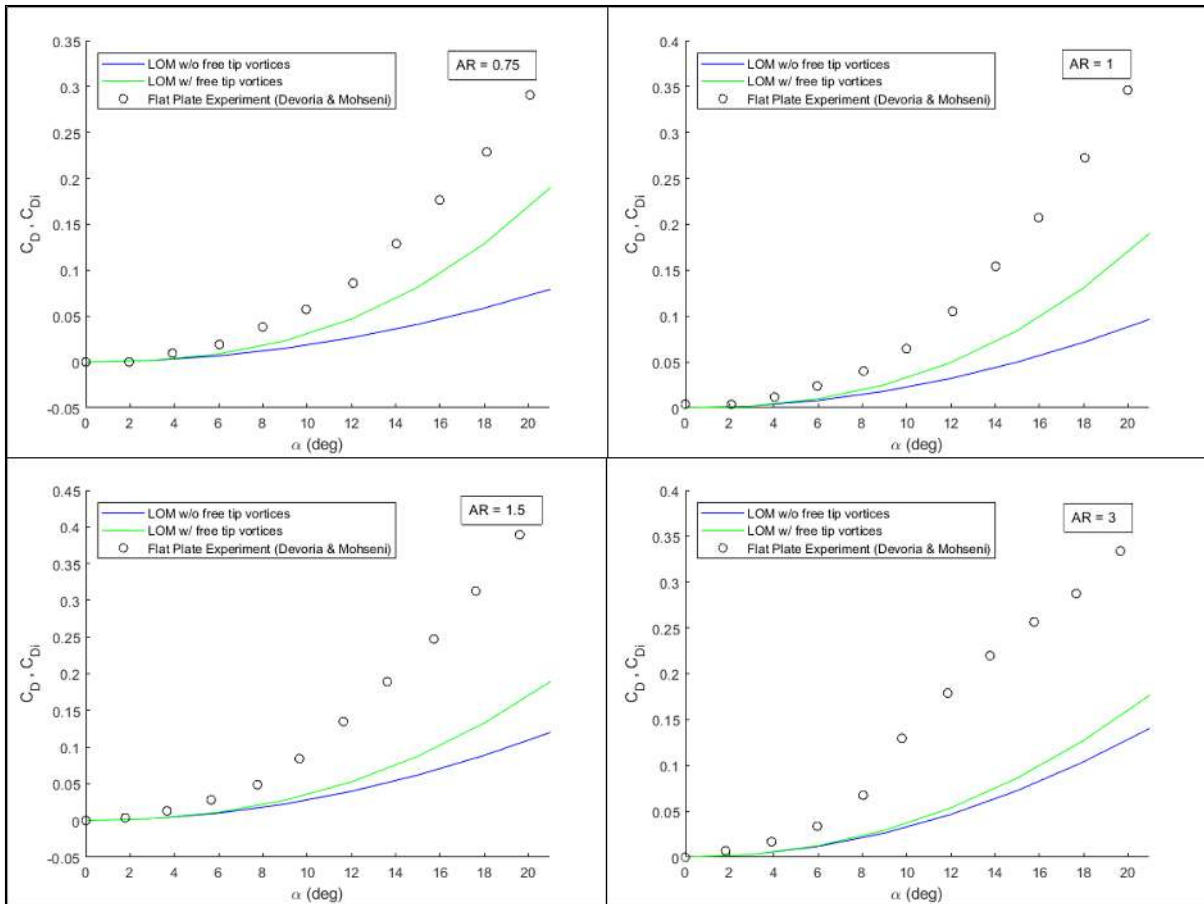 0.35
0.3
0.25
0.2
0.15
0.1
0.05
0
-0.05
C_D , C_Di
LOM w/o free tip vortices
LOM w/ free tip vortices
Flat Plate Experiment (Devoria & Mohseni)
AR = 0.75
0 2 4 6 8 10 12 14 16 18 20
α (deg)
0.4
0.35
0.3
0.25
0.2
0.15
0.1
0.05
0
C_D , C_Di
LOM w/o free tip vortices
LOM w/ free tip vortices
Flat Plate Experiment (Devoria & Mohseni)
AR = 1
0 2 4 6 8 10 12 14 16 18 20
α (deg)
0.45
0.4
0.35
0.3
0.25
0.2
0.15
0.1
0.05
0
-0.05
C_D , C_Di
LOM w/o free tip vortices
LOM w/ free tip vortices
Flat Plate Experiment (Devoria & Mohseni)
AR = 1.5
0 2 4 6 8 10 12 14 16 18 20
α (deg)
0.4
0.35
0.3
0.25
0.2
0.15
0.1
0.05
0
C_D , C_Di
LOM w/o free tip vortices
LOM w/ free tip vortices
Flat Plate Experiment (Devoria & Mohseni)
AR = 3
0 2 4 6 8 10 12 14 16 18 20
α (deg)